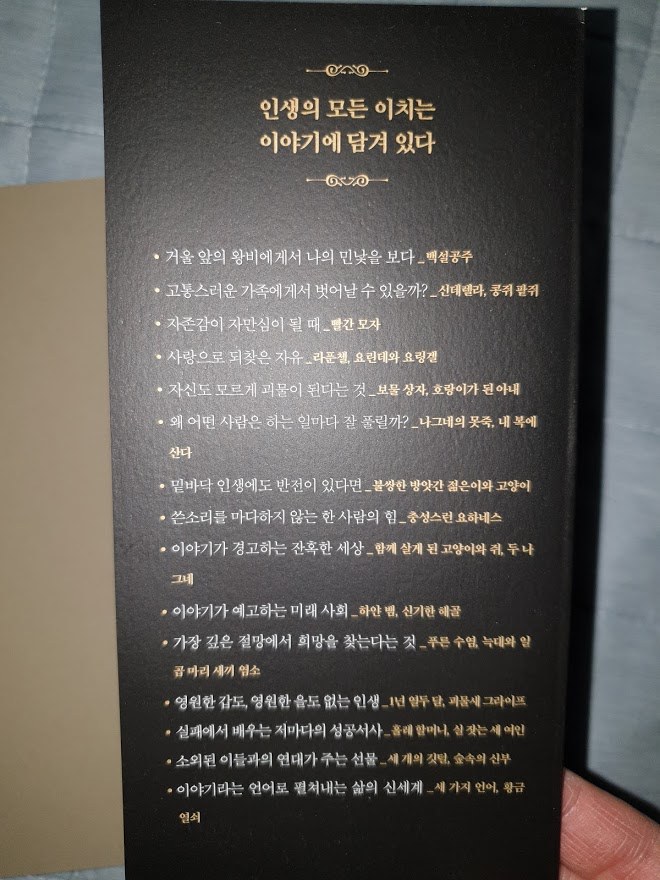 인생의 모든 이치는
이야기에 담겨 있다
• 거울 앞의 왕비에게서 나의 민낯을 보다_백설공주
• 고통스러운 가족에게서 벗어날 수 있을까?_신데렐라, 콩쥐 팥쥐
• 자존감이 자만심이 될 때_빨간 모자
• 사랑으로 되찾은 자유_라푼첼, 요린데와 요링겔
• 자신도 모르게 괴물이 된다는 것_보물 상자, 호랑이가 된 아내
• 왜 어떤 사람은 하는 일마다 잘 풀릴까?_나그네의 못죽, 내 복에
산다
• 밑바닥 인생에도 반전이 있다면_불쌍한 방앗간 젊은이와 고양이
• 쓴소리를 마다하지 않는 한 사람의 힘_충성스런 요하네스
• 이야기가 경고하는 잔혹한 세상_함께 살게 된 고양이와 쥐, 두 나
그네
• 이야기가 예고하는 미래 사회_하얀 뱀, 신기한 해골
• 가장 깊은 절망에서 희망을 찾는다는 것_푸른 수염, 늑대와 일
곱 마리 새끼 염소
• 영원한 갑도, 영원한 을도 없는 인생_1년 열두 달, 괴물새 그라이프
• 실패에서 배우는 저마다의 성공서사_홀레 할머니, 실 잣는 세 여인
• 소외된 이들과의 연대가 주는 선물_세 개의 깃털, 숲속의 신부
• 이야기라는 언어로 펼쳐내는 삶의 신세계_세 가지 언어, 황금
열쇠